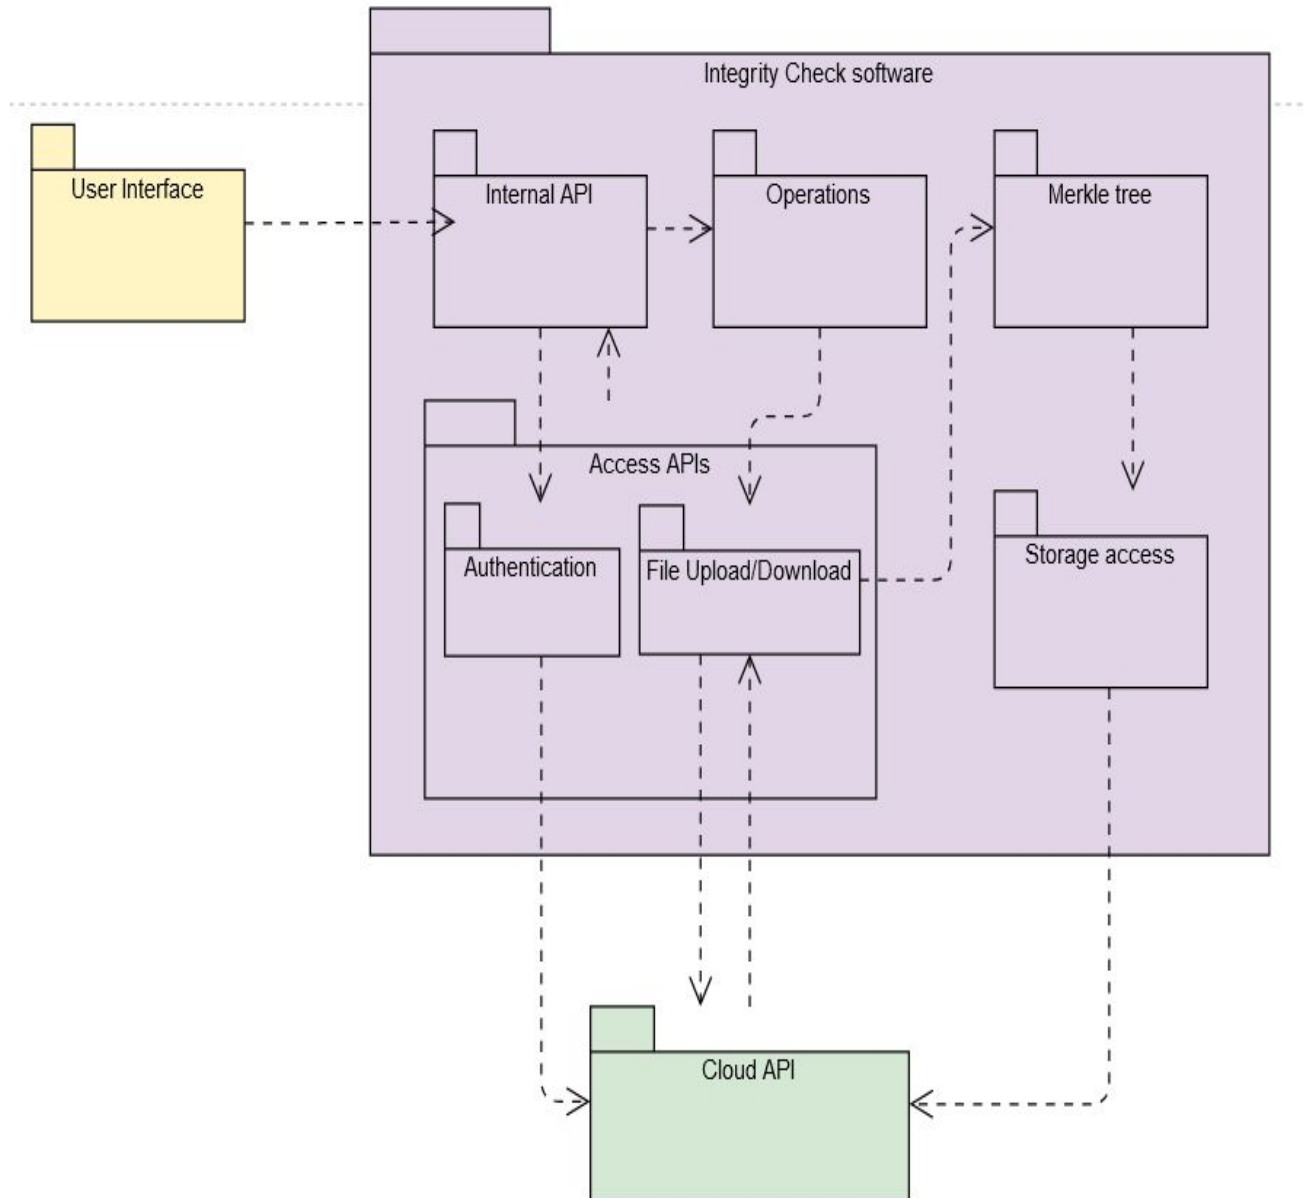 Integrity Check software
User Interface
Internal API
Operations
Merkle tree
Access APIs
Authentication
File Upload/Download
Storage access
Cloud API